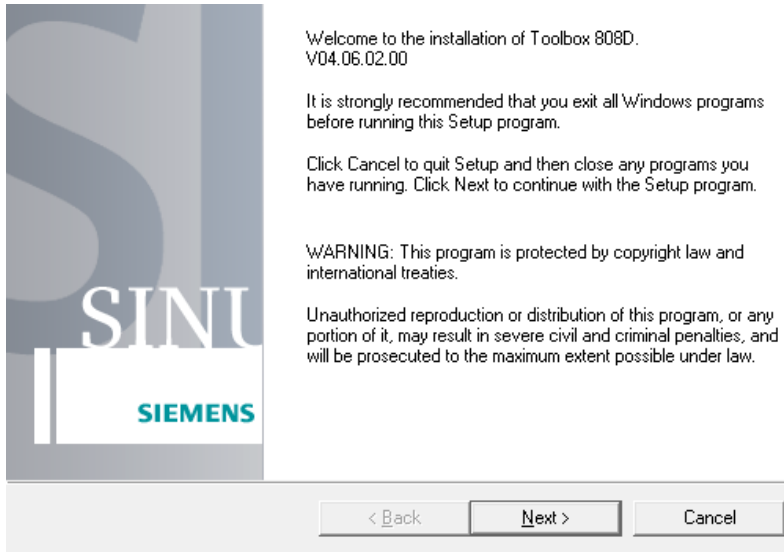 Welcome to the installation of Toolbox 808D.
V04.06.02.00
It is strongly recommended that you exit all Windows programs
before running this Setup program.
Click Cancel to quit Setup and then close any programs you
have running. Click Next to continue with the Setup program.
WARNING: This program is protected by copyright law and
international treaties.
Unauthorized reproduction or distribution of this program, or any
portion of it, may result in severe civil and criminal penalties, and
will be prosecuted to the maximum extent possible under law.
SINU
SIEMENS
< Back
Next >
Cancel